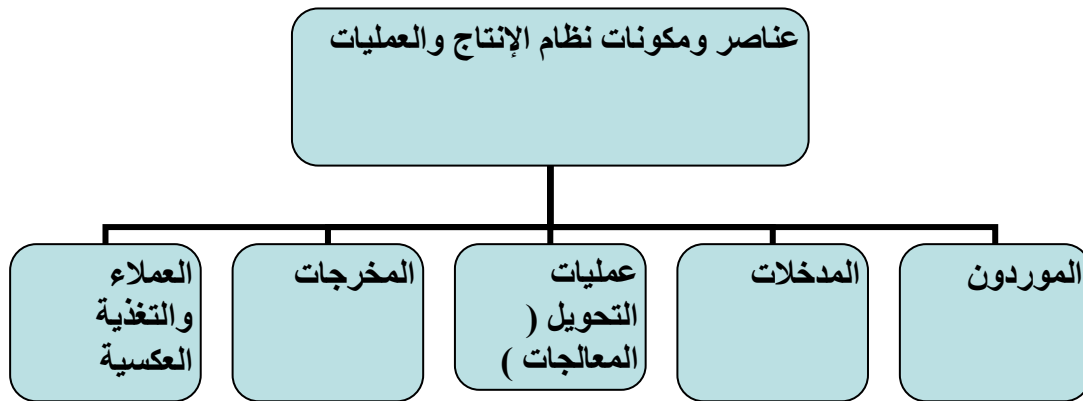 عناصر ومكونات نظام الإنتاج والعمليات
الموردون
المدخلات
عمليات
التحويل (
المعالجات )
المخرجات
العملاء
والتغذية
العكسية